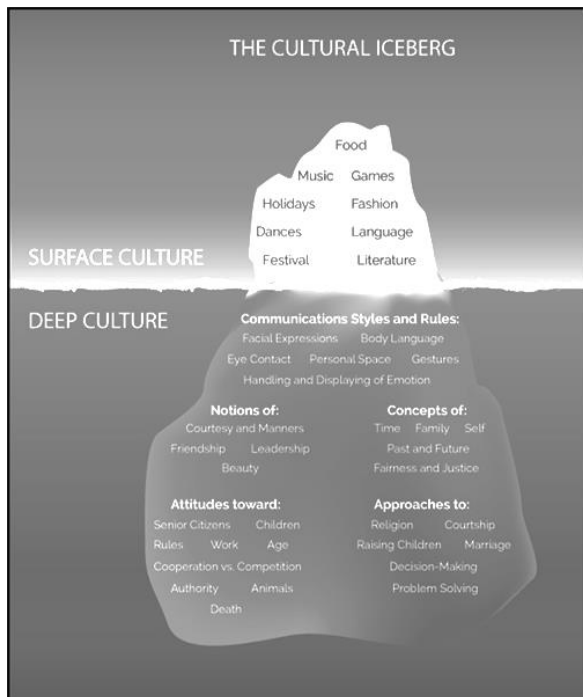 THE CULTURAL ICEBERG
Food
Music Games
Holidays Fashion
Dances Language
SURFACE CULTURE
Festival Literature
DEEP CULTURE
Communications Styles and Rules:
Facial Expressions Body Language
Eye Contact Personal Space Gestures
Handling and Displaying of Emotion
Notions of:
Courtesy and Manners
Friendship Leadership
Beauty
Concepts of:
Time Family Self
Past and Future
Fairness and Justice
Attitudes toward:
Senior Citizens Children
Rules Work Age
Cooperation vs. Competition
Authority Animals
Death
Approaches to:
Religion Courtship
Raising Children Marriage
Decision-Making
Problem Solving